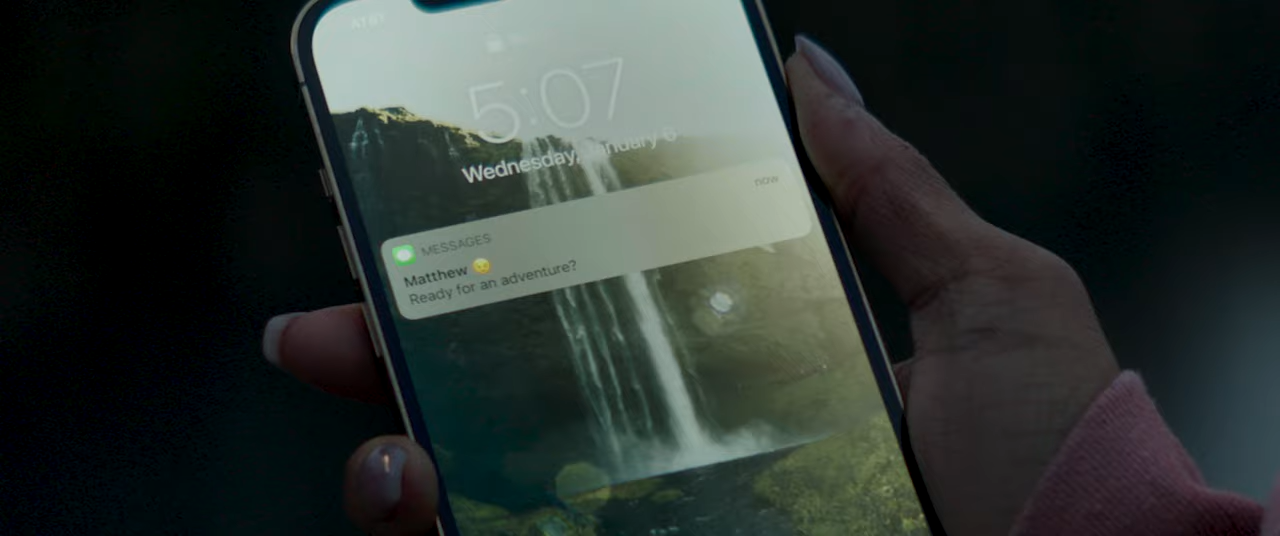 AT&T
5:07
Wednesday, January 6
MESSAGES
now
Matthew 😉
Ready for an adventure?